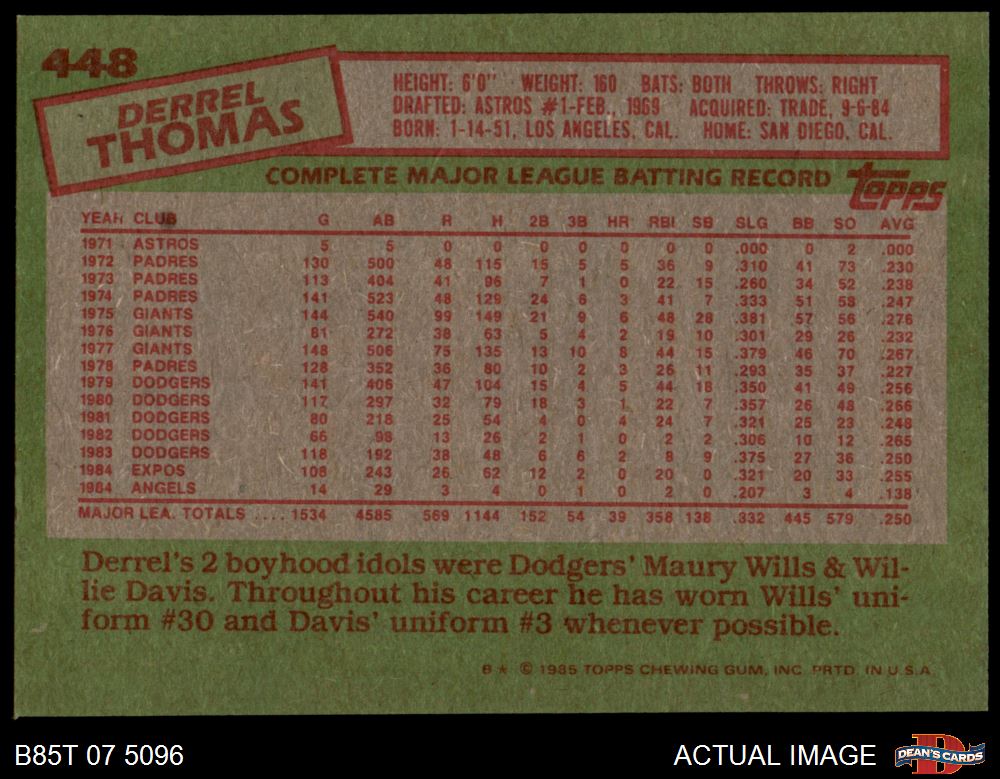 448
DERREL
THOMAS
HEIGHT: 6'0" WEIGHT: 160 BATS: BOTH THROWS: RIGHT
DRAFTED: ASTROS #1-FEB., 1969 ACQUIRED: TRADE, 9-6-84
BORN: 1-14-51, LOS ANGELES, CAL. HOME: SAN DIEGO, CAL.
COMPLETE MAJOR LEAGUE BATTING RECORD topps
YEAR CLUB G AB R H 2B 3B HR RBI SB SLG BB SO AVG
1971 ASTROS 5 5 0 0 0 0 0 0 0 .000 0 2 .000
1972 PADRES 130 500 48 115 15 5 5 36 9 .310 41 73 .230
1973 PADRES 113 404 41 96 7 1 0 22 15 .260 34 52 .238
1974 PADRES 141 523 48 129 24 6 3 41 7 .333 51 58 .247
1975 GIANTS 144 540 99 149 21 9 6 48 28 .381 57 56 .276
1976 GIANTS 81 272 38 63 5 4 2 19 10 .301 29 26 .232
1977 GIANTS 148 506 75 135 13 10 8 44 15 .379 46 70 .267
1978 PADRES 128 352 36 80 10 2 3 26 11 .293 35 37 .227
1979 DODGERS 141 406 47 104 15 4 5 44 18 .350 41 49 .256
1980 DODGERS 117 297 32 79 18 3 1 22 7 .357 26 48 .266
1981 DODGERS 80 218 25 54 4 0 4 24 7 .321 25 23 .248
1982 DODGERS 66 98 13 26 2 1 0 2 2 .306 10 12 .265
1983 DODGERS 118 192 38 48 6 6 2 8 9 .375 27 36 .250
1984 EXPOS 108 243 26 62 12 2 0 20 0 .321 20 33 .255
1984 ANGELS 14 29 3 4 0 1 0 2 0 .207 3 4 .138
MAJOR LEA. TOTALS .... 1534 4585 569 1144 152 54 39 358 138 .332 445 579 .250
Derrel's 2 boyhood idols were Dodgers' Maury Wills & Wil-
lie Davis. Throughout his career he has worn Wills' uni-
form #30 and Davis' uniform #3 whenever possible.
B* © 1985 TOPPS CHEWING GUM, INC. PRTD. IN U.S.A.
B85T 07 5096 ACTUAL IMAGE DEAN'S CARDS